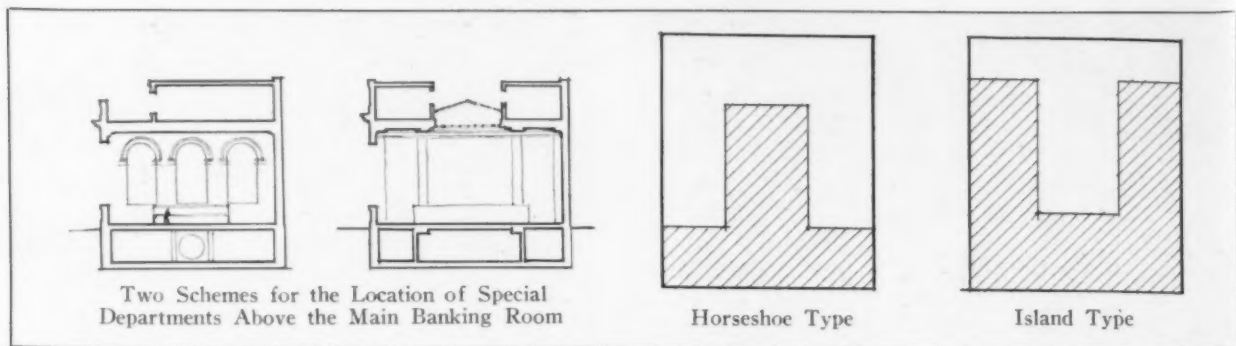 Two Schemes for the Location of Special
Departments Above the Main Banking Room
Horseshoe Type
Island Type